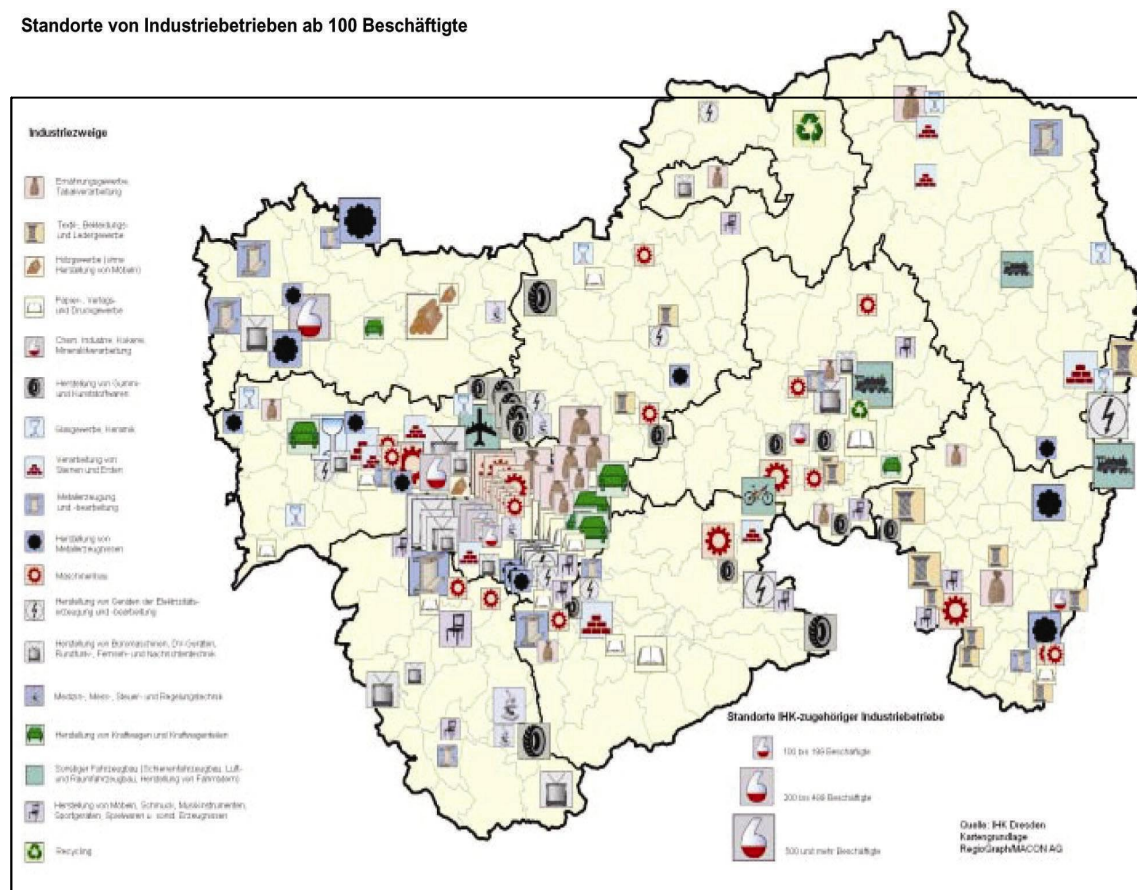 Standorte von Industriebetrieben ab 100 Beschäftigte
Industriezweige
Ernährungsgewerbe,
Tabakverarbeitung
Textil-, Bekleidungs-
und Ledergewerbe
Holzgewerbe (ohne
Herstellung von Möbeln)
Papier-, Verlags-
und Druckgewerbe
Chem. Industrie, Kokerei,
Mineralölverarbeitung
Herstellung von Gummi-
und Kunststoffwaren
Glasgewerbe, Keramik
Verarbeitung von
Steinen und Erden
Metallerzeugung
und -bearbeitung
Herstellung von
Metallerzeugnissen
Maschinenbau
Herstellung von Geräten der Elektrizitäts-
erzeugung und -bearbeitung
Herstellung von Büromaschinen, DV-Geräten,
Rundfunk-, Fernseh- und Nachrichtentechnik
Medizin-, Mess-, Steuer- und Regelungstechnik
Herstellung von Kraftwagen und Kraftwagenteilen
Sonstiger Fahrzeugbau (Schienenfahrzeugbau, Luft-
und Raumfahrzeugbau, Herstellung von Fahrrädern)
Herstellung von Möbeln, Schmuck, Musikinstrumenten,
Sportgeräten, Spielwaren u. sonst. Erzeugnissen
Recycling
Standorte IHK-zugehöriger Industriebetriebe
100 bis 199 Beschäftigte
200 bis 499 Beschäftigte
500 und mehr Beschäftigte
Quelle: IHK Dresden
Kartengrundlage
RegioGraph/MACON AG